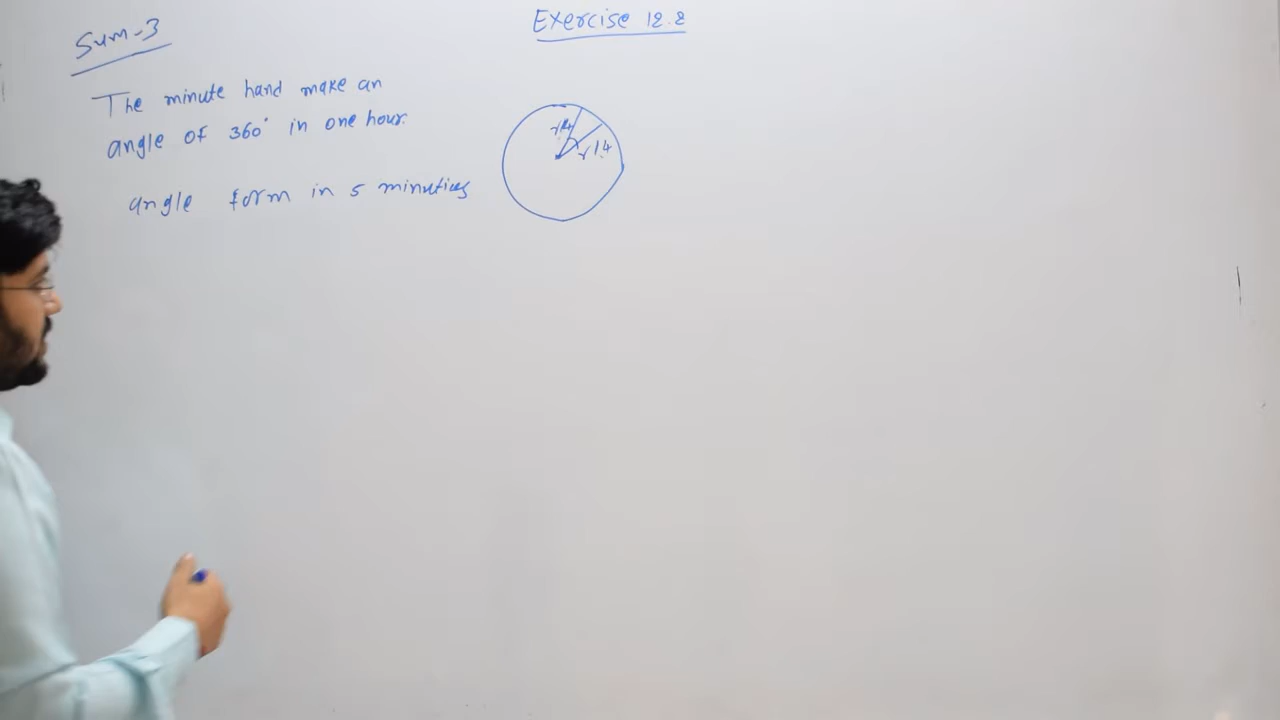 Exercise 12.2
Sum-3
The minute hand make an
angle of 360° in one hour.
angle form in 5 minuties
r14
r14